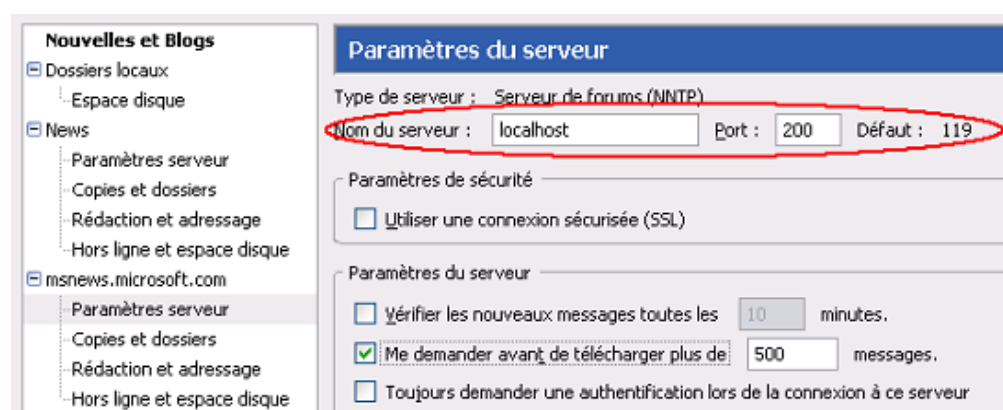 Nouvelles et Blogs
Dossiers locaux
Espace disque
News
Paramètres serveur
Copies et dossiers
Rédaction et adressage
Hors ligne et espace disque
msnews.microsoft.com
Paramètres serveur
Copies et dossiers
Rédaction et adressage
Hors ligne et espace disque
Paramètres du serveur
Type de serveur : Serveur de forums (NNTP)
Nom du serveur : localhost Port : 200 Défaut : 119
Paramètres de sécurité
Utiliser une connexion sécurisée (SSL)
Paramètres du serveur
Vérifier les nouveaux messages toutes les 10 minutes.
Me demander avant de télécharger plus de 500 messages.
Toujours demander une authentification lors de la connexion à ce serveur